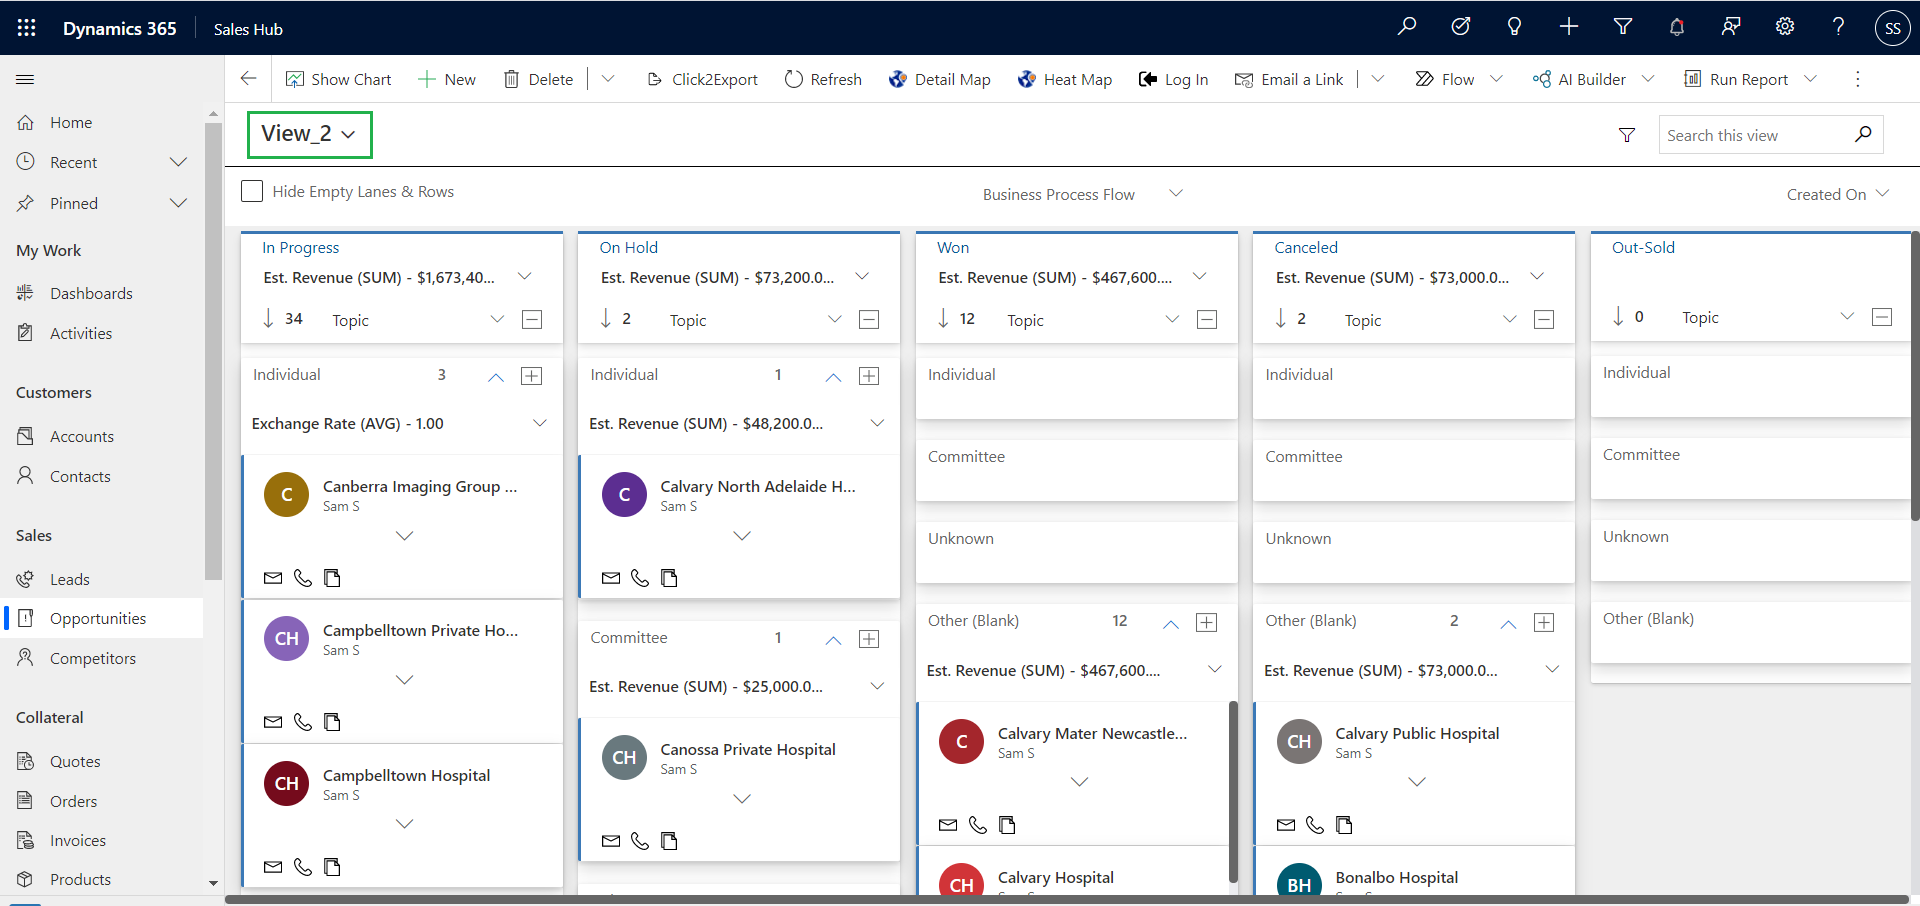 Dynamics 365
Sales Hub
SS
Show Chart
New
Delete
Click2Export
Refresh
Detail Map
Heat Map
Log In
Email a Link
Flow
AI Builder
Run Report
Home
Recent
Pinned
My Work
Dashboards
Activities
Customers
Accounts
Contacts
Sales
Leads
Opportunities
Competitors
Collateral
Quotes
Orders
Invoices
Products
View_2
Search this view
Hide Empty Lanes & Rows
Business Process Flow
Created On
In Progress
Est. Revenue (SUM) - $1,673,40...
34 Topic
Individual 3
Exchange Rate (AVG) - 1.00
C
Canberra Imaging Group ...
Sam S
CH
Campbelltown Private Ho...
Sam S
CH
Campbelltown Hospital
Sam S
On Hold
Est. Revenue (SUM) - $73,200.0...
2 Topic
Individual 1
Est. Revenue (SUM) - $48,200.0...
C
Calvary North Adelaide H...
Sam S
Committee 1
Est. Revenue (SUM) - $25,000.0...
CH
Canossa Private Hospital
Sam S
Won
Est. Revenue (SUM) - $467,600....
12 Topic
Individual
Committee
Unknown
Other (Blank) 12
Est. Revenue (SUM) - $467,600....
C
Calvary Mater Newcastle...
Sam S
CH
Calvary Hospital
Canceled
Est. Revenue (SUM) - $73,000.0...
2 Topic
Individual
Committee
Unknown
Other (Blank) 2
Est. Revenue (SUM) - $73,000.0...
CH
Calvary Public Hospital
Sam S
BH
Bonalbo Hospital
Out-Sold
0 Topic
Individual
Committee
Unknown
Other (Blank)